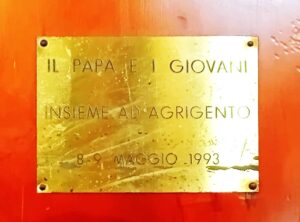 IL PAPA E I GIOVANI
INSIEME AD AGRIGENTO
8-9 MAGGIO 1993